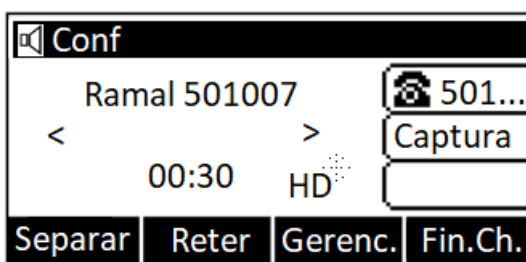 Conf
Ramal 501007
501...
< >
Captura
00:30 HD
Separar Reter Gerenc. Fin.Ch.